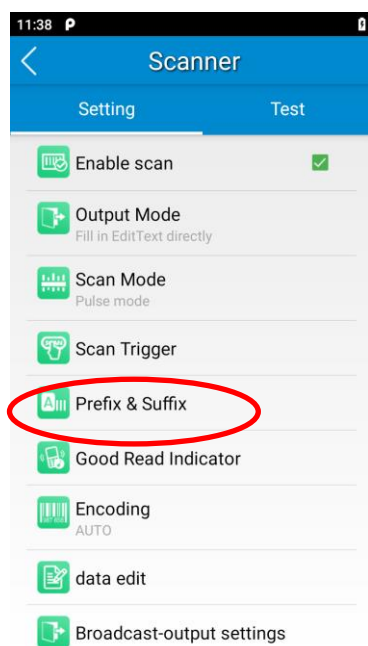 11:38 P
Scanner
Setting Test
Enable scan
Output Mode
Fill in EditText directly
Scan Mode
Pulse mode
Scan Trigger
Prefix & Suffix
Good Read Indicator
Encoding
AUTO
data edit
Broadcast-output settings